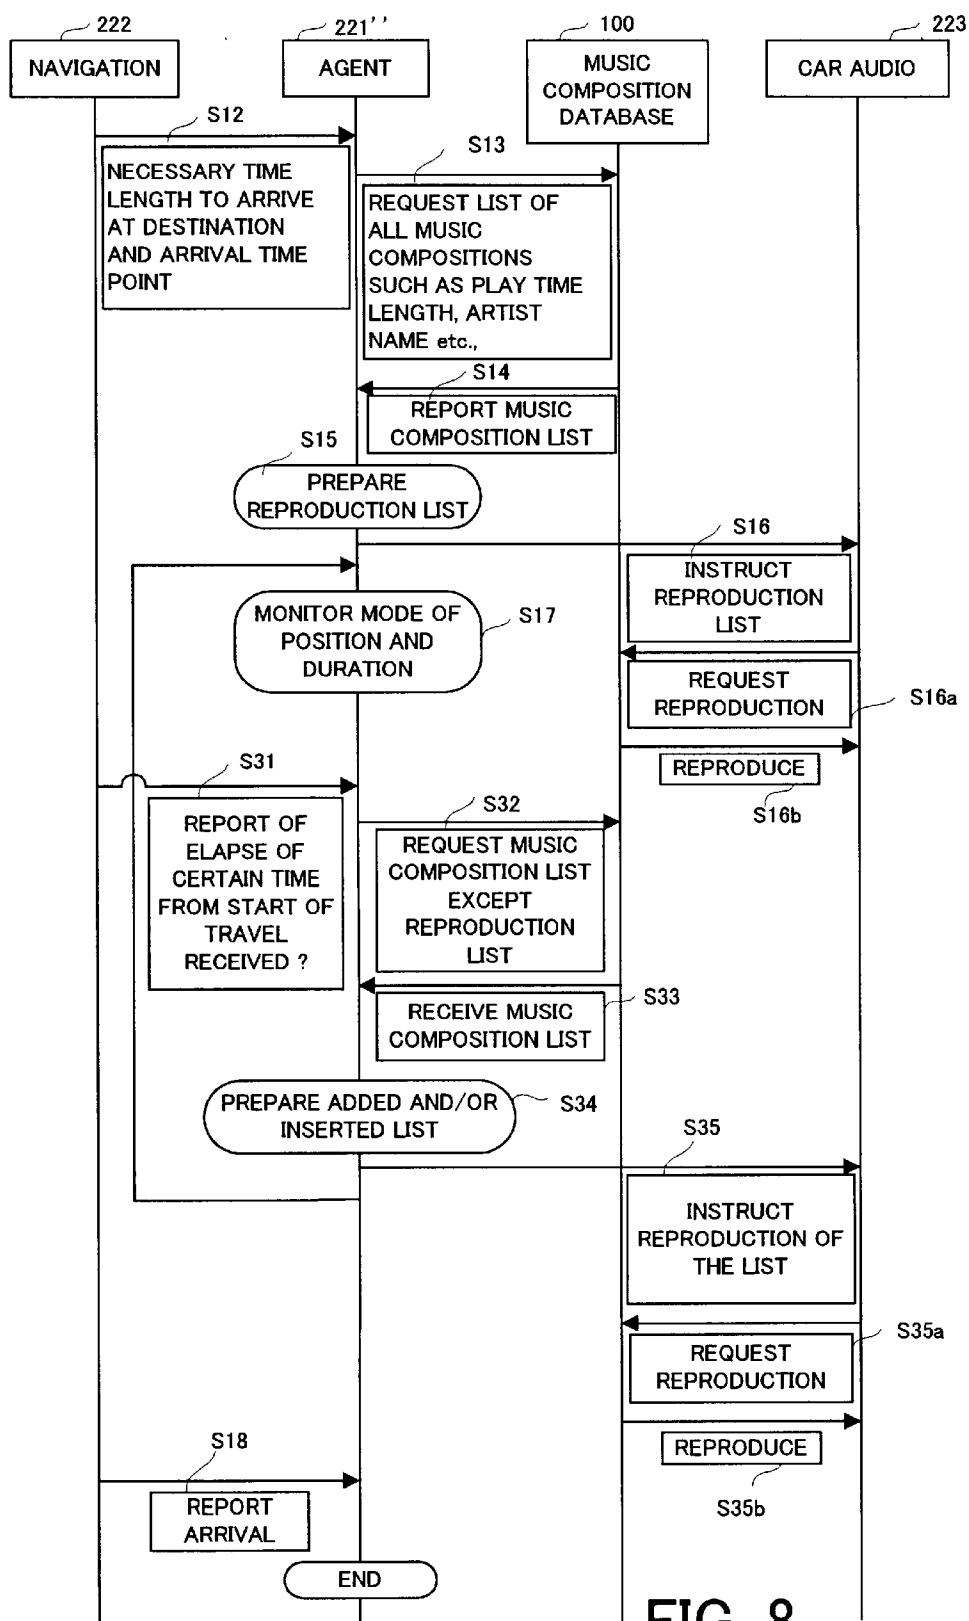 222
221''
100
223
NAVIGATION
AGENT
MUSIC
COMPOSITION
DATABASE
CAR AUDIO
S12
NECESSARY TIME
LENGTH TO ARRIVE
AT DESTINATION
AND ARRIVAL TIME
POINT
S13
REQUEST LIST OF
ALL MUSIC
COMPOSITIONS
SUCH AS PLAY TIME
LENGTH, ARTIST
NAME etc.,
S14
REPORT MUSIC
COMPOSITION LIST
S15
PREPARE
REPRODUCTION LIST
S16
INSTRUCT
REPRODUCTION
LIST
MONITOR MODE OF
POSITION AND
DURATION
S17
REQUEST
REPRODUCTION
S16a
REPRODUCE
S16b
S31
REPORT OF
ELAPSE OF
CERTAIN TIME
FROM START OF
TRAVEL
RECEIVED ?
S32
REQUEST MUSIC
COMPOSITION LIST
EXCEPT
REPRODUCTION
LIST
S33
RECEIVE MUSIC
COMPOSITION LIST
PREPARE ADDED AND/OR
INSERTED LIST
S34
S35
INSTRUCT
REPRODUCTION OF
THE LIST
S35a
REQUEST
REPRODUCTION
REPRODUCE
S35b
S18
REPORT
ARRIVAL
END
FIG. 8